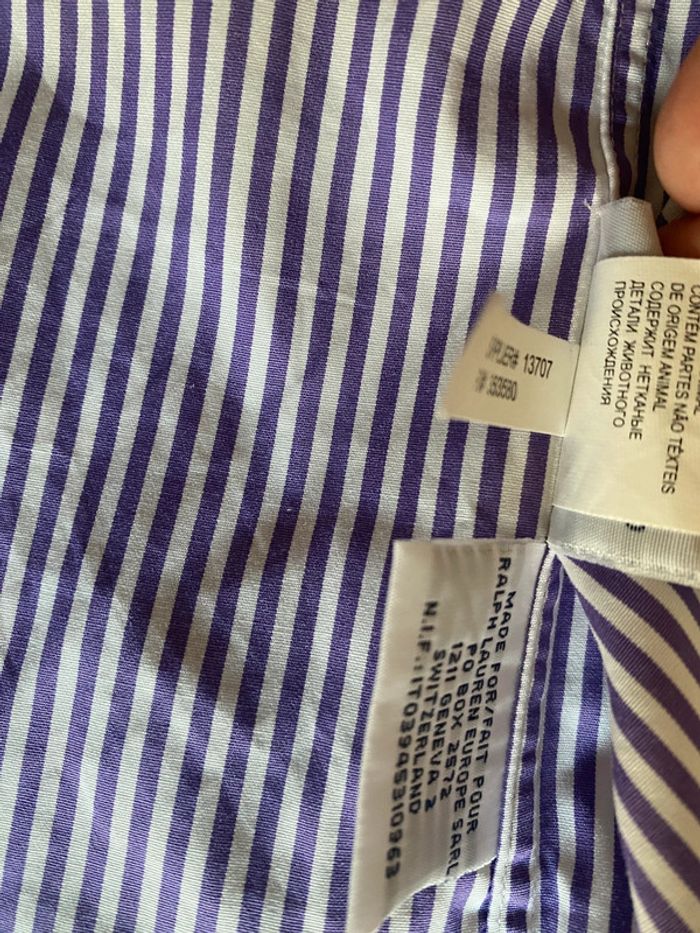 13707
PARTES NÃO TÊXTEIS
DE ORIGEM ANIMAL
СОДЕРЖИТ НЕТКАНЫЕ
ДЕТАЛИ ЖИВОТНОГО
ПРОИСХОЖДЕНИЯ
MADE FOR/FAIT POUR
RALPH LAUREN EUROPE SARL
PO BOX 2572
1211 GENEVA 2
SWITZERLAND
N.I.F.:IT03945310963